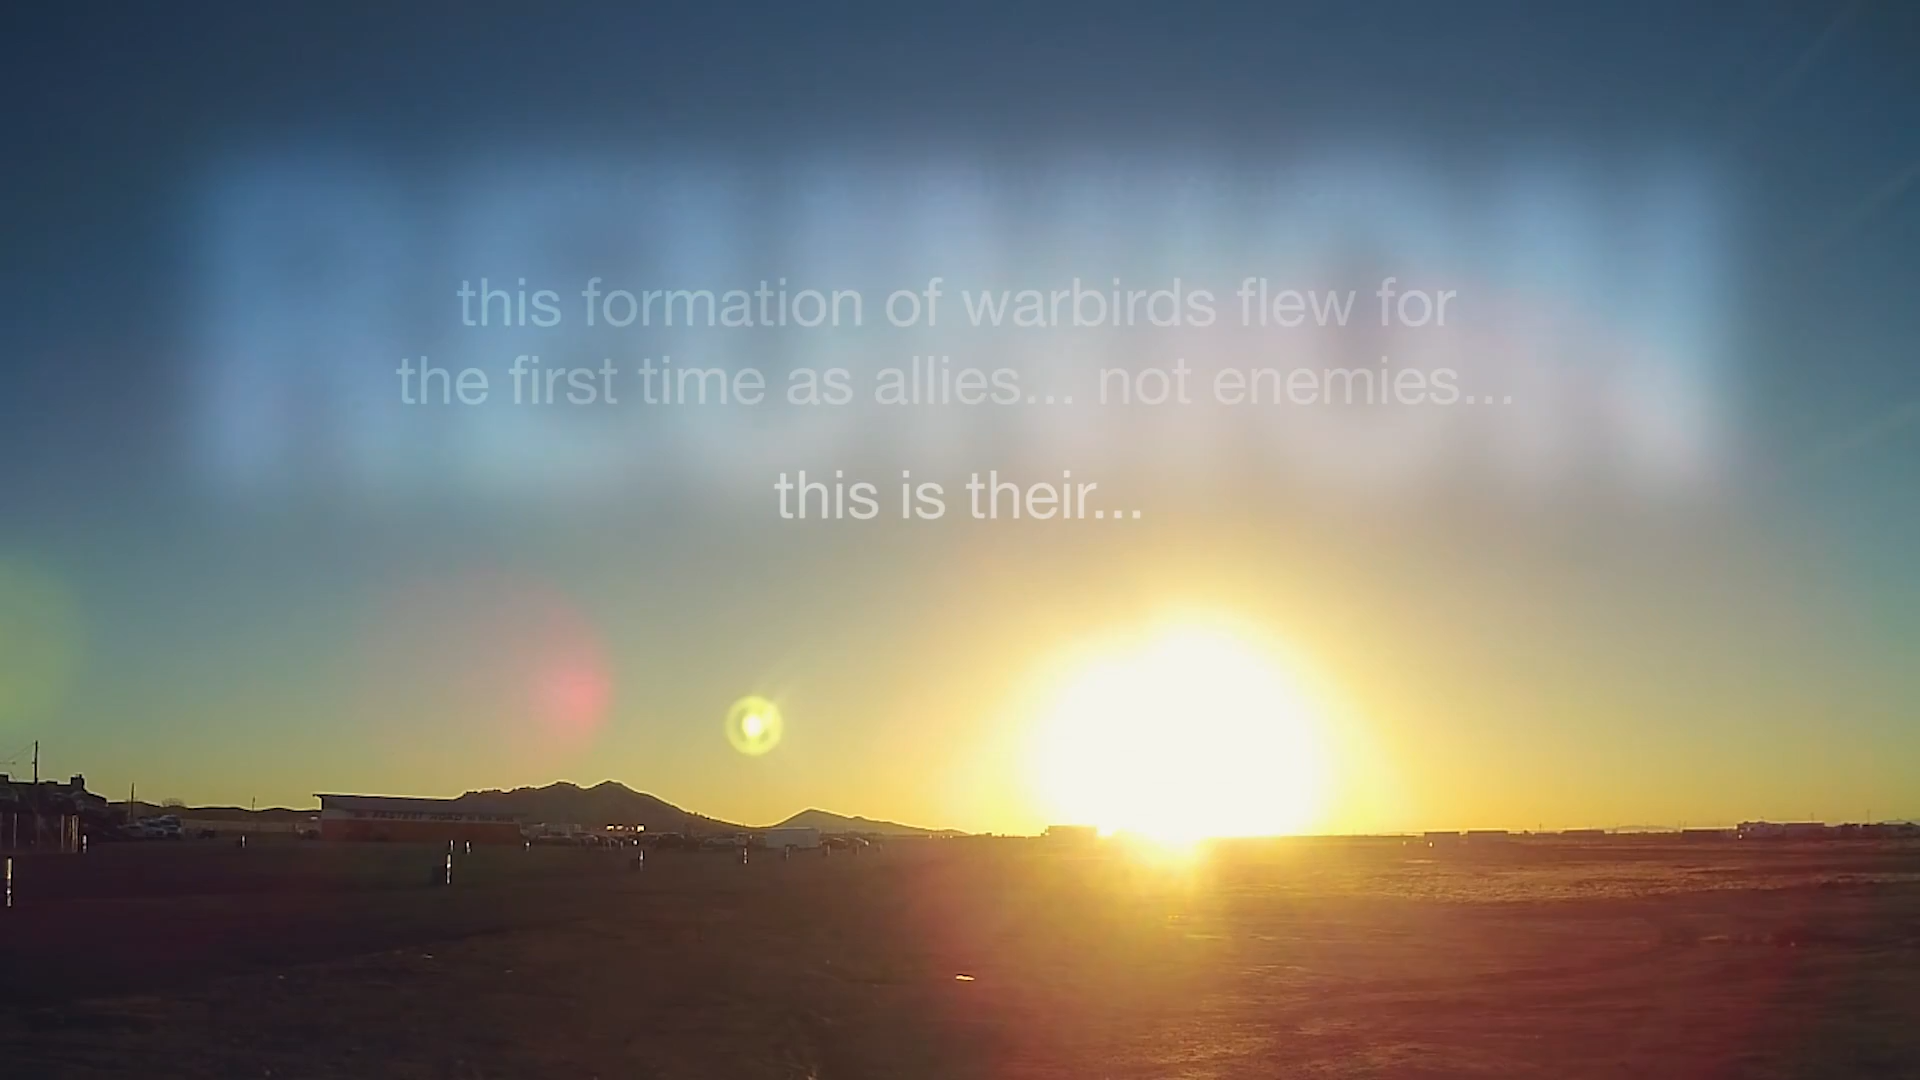 this formation of warbirds flew for
the first time as allies... not enemies...
this is their...